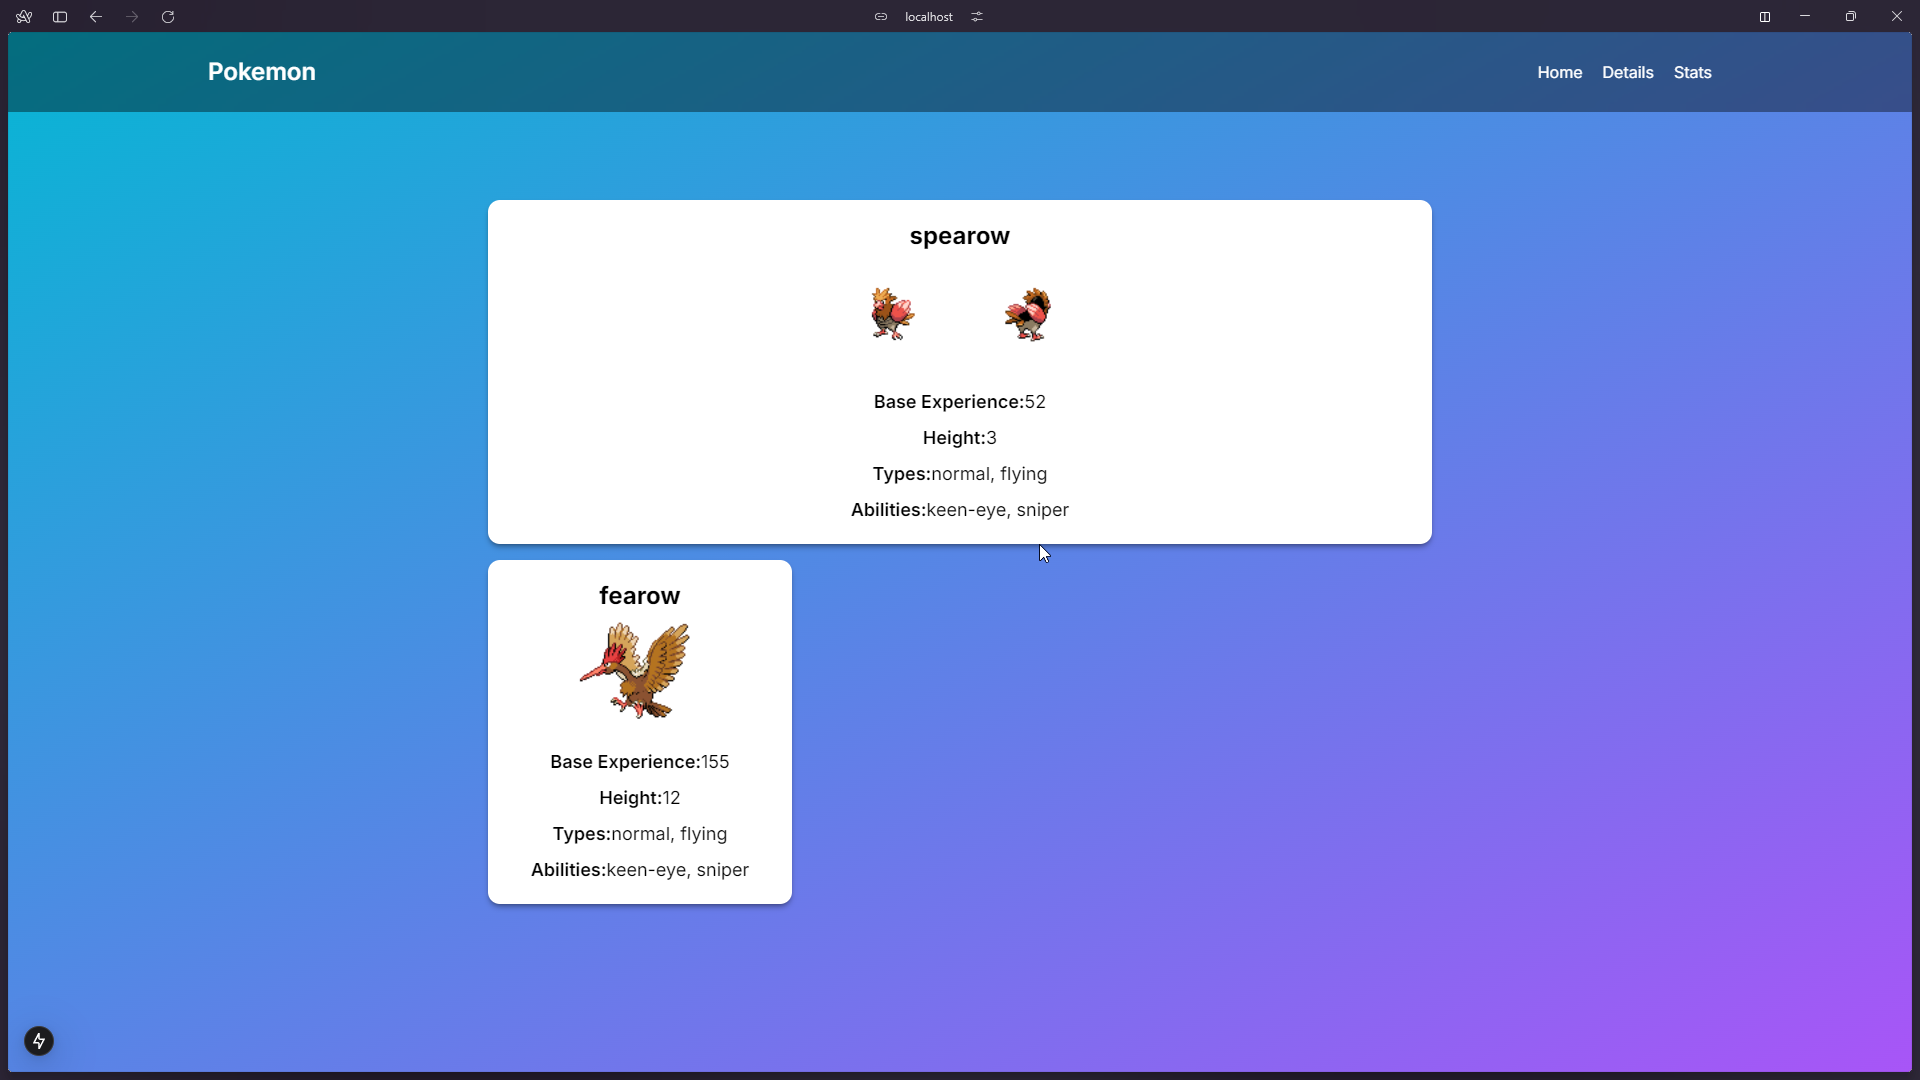 localhost
Pokemon
Home Details Stats
spearow
Base Experience:52
Height:3
Types:normal, flying
Abilities:keen-eye, sniper
fearow
Base Experience:155
Height:12
Types:normal, flying
Abilities:keen-eye, sniper